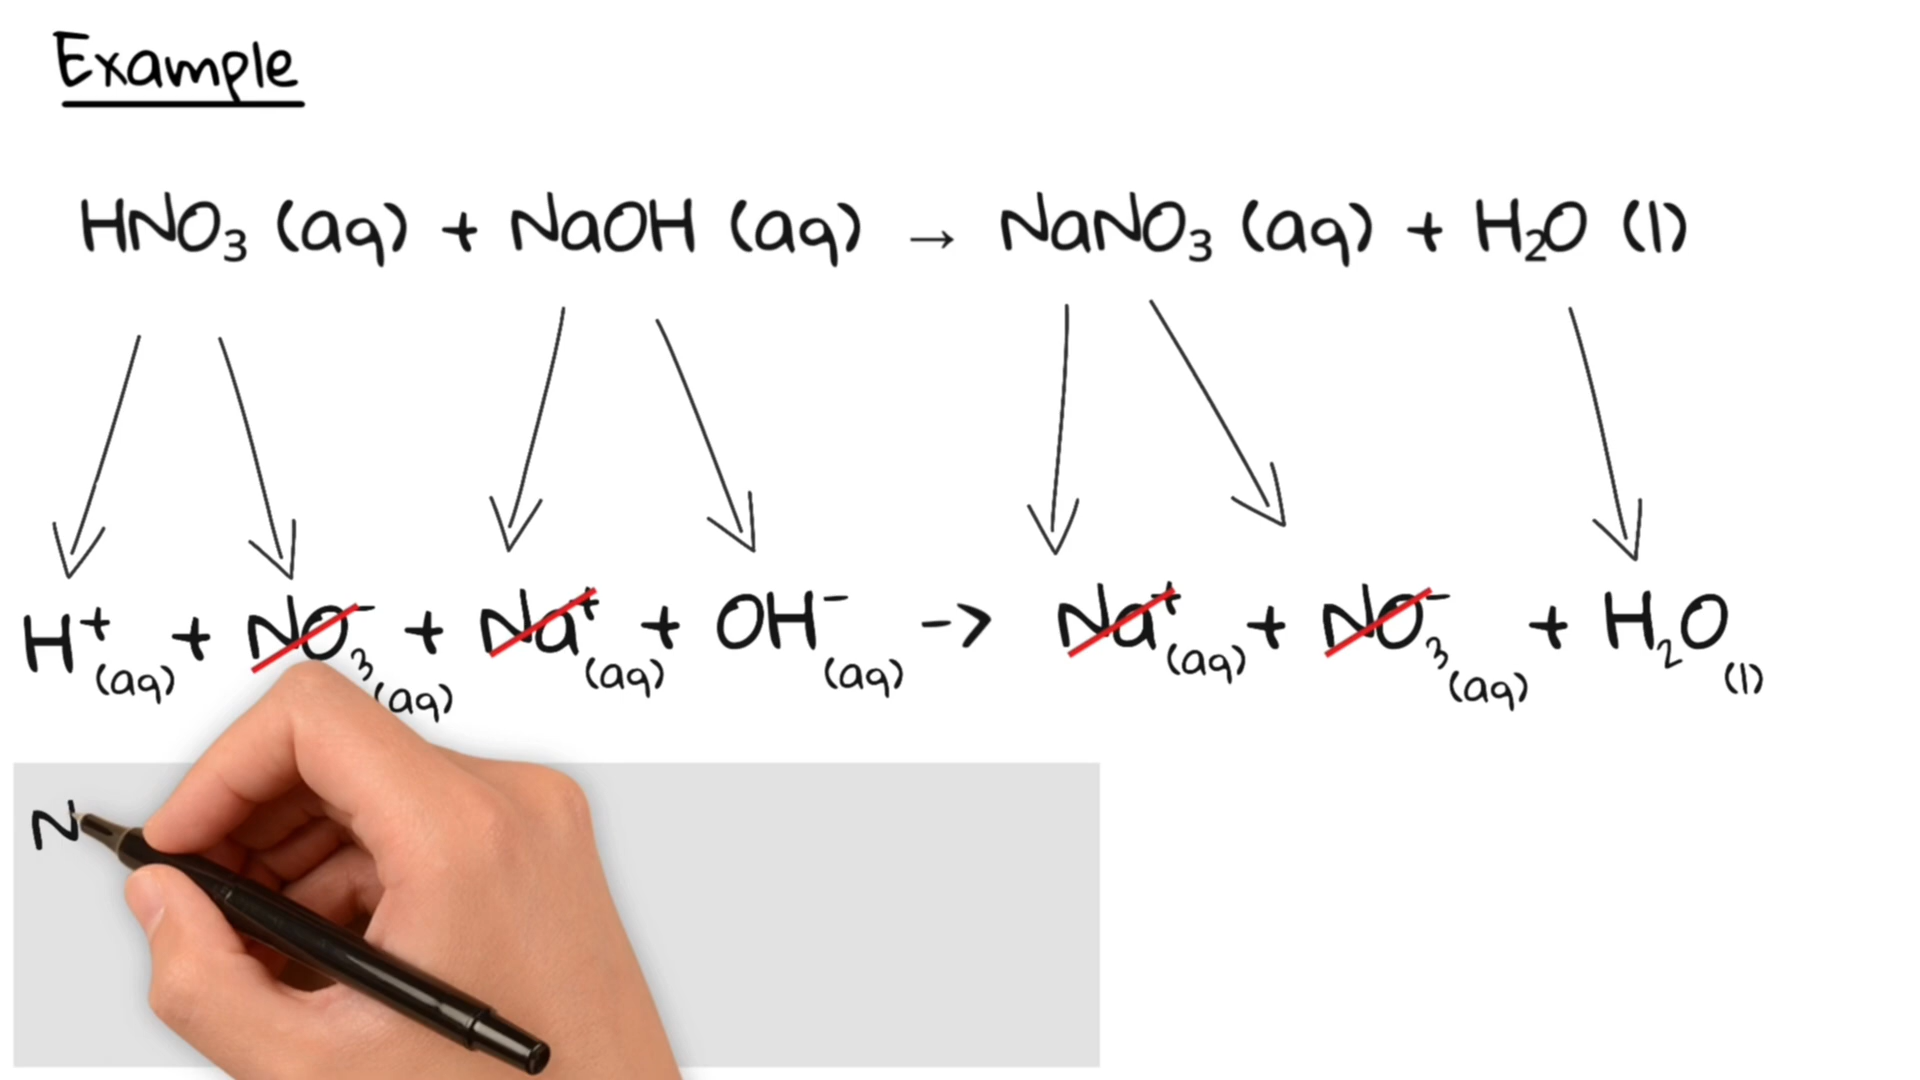 Example
HNO₃ (aq) + NaOH (aq) → NaNO₃ (aq) + H₂O (l)
H⁺(aq) + NO₃⁻(aq) + Na⁺(aq) + OH⁻(aq) -> Na⁺(aq) + NO₃⁻(aq) + H₂O(l)
N